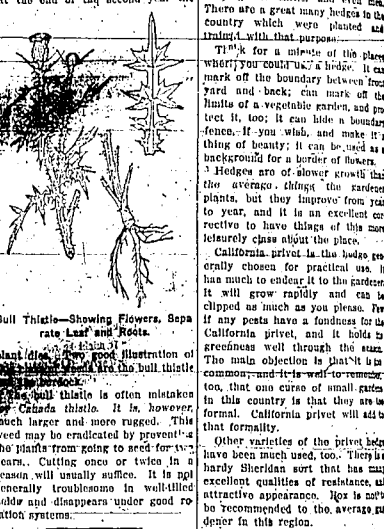 at the end of the second year the
Bull Thistle—Showing Flowers, Sepa
rate Leaf and Roots.
plant dies. Two good illustration of
are the bull thistle
burdock.
The bull thistle is often mistaken
Canada thistle. It is, however,
much larger and more rugged. This
weed may be eradicated by
the plants from going to seed for
years. Cutting once or twice in a
season will usually suffice. It is not
generally troublesome in well-tilled
and disappears under good ro-
tation systems.
There are a great many hedges in the
country which were planted and
trained with that purpose.
Think for a minute of the places
where you could use a hedge. It can
mark off the boundary between front
yard and back; can mark off the
limits of a vegetable garden, and pro
tect it, too; it can hide a boundary
fence, if you wish, and make it a
thing of beauty; it can be used as a
background for a border of flowers.
Hedges are of slower growth than
the average things the gardener
plants, but they improve from year
to year, and it is an excellent cor
rective to have things of this more
leisurely class about the place.
California privet is the hedge gen
erally chosen for practical use. It
has much to endear it to the gardener.
It will grow rapidly and can be
clipped as much as you please. Few
if any pests have a fondness for the
California privet, and it holds its
greenness well through the
The main objection is that it is
common, and it is well to remember,
too, that one curse of small gardens
in this country is that they are too
formal. California privet will add to
that formality.
Other varieties of the privet hedge
have been much used, too. There is a
hardy Sheridan sort that has many
excellent qualities of resistance, and
attractive appearance. Box is not to
be recommended to the average gar
dener in this region.